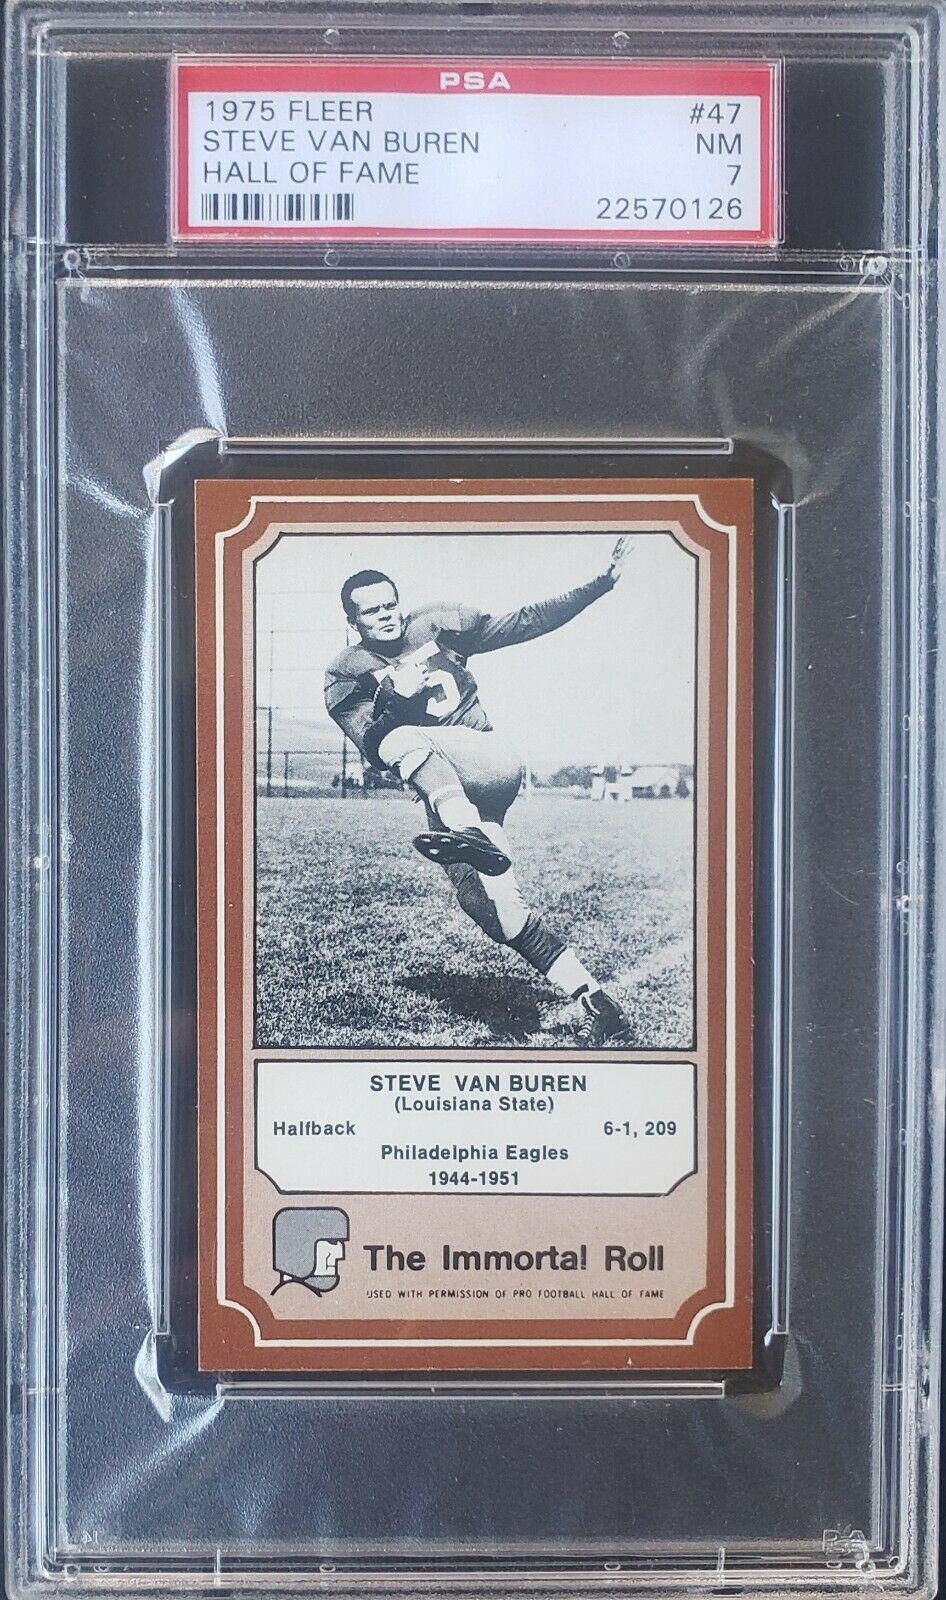 PSA
1975 FLEER #47
STEVE VAN BUREN NM
HALL OF FAME 7
22570126
5
STEVE VAN BUREN
(Louisiana State)
Halfback 6-1, 209
Philadelphia Eagles
1944-1951
The Immortal Roll
USED WITH PERMISSION OF PRO FOOTBALL HALL OF FAME
PSA